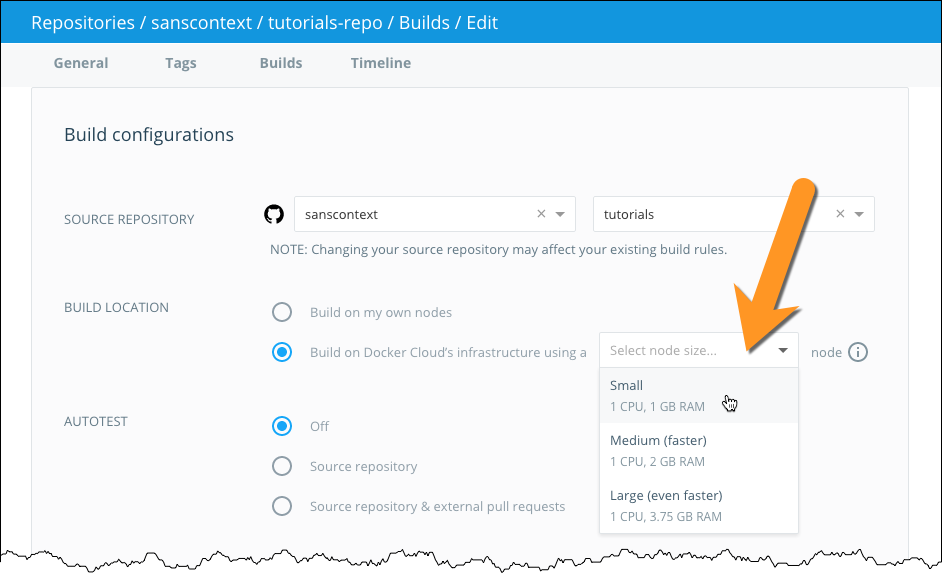 Repositories / sanscontext / tutorials-repo / Builds / Edit
General Tags Builds Timeline
Build configurations
SOURCE REPOSITORY sanscontext × tutorials ×
NOTE: Changing your source repository may affect your existing build rules.
BUILD LOCATION Build on my own nodes
Build on Docker Cloud's infrastructure using a Select node size... node i
Small
1 CPU, 1 GB RAM
AUTOTEST Off
Medium (faster)
1 CPU, 2 GB RAM
Source repository
Large (even faster)
Source repository & external pull requests
1 CPU, 3.75 GB RAM